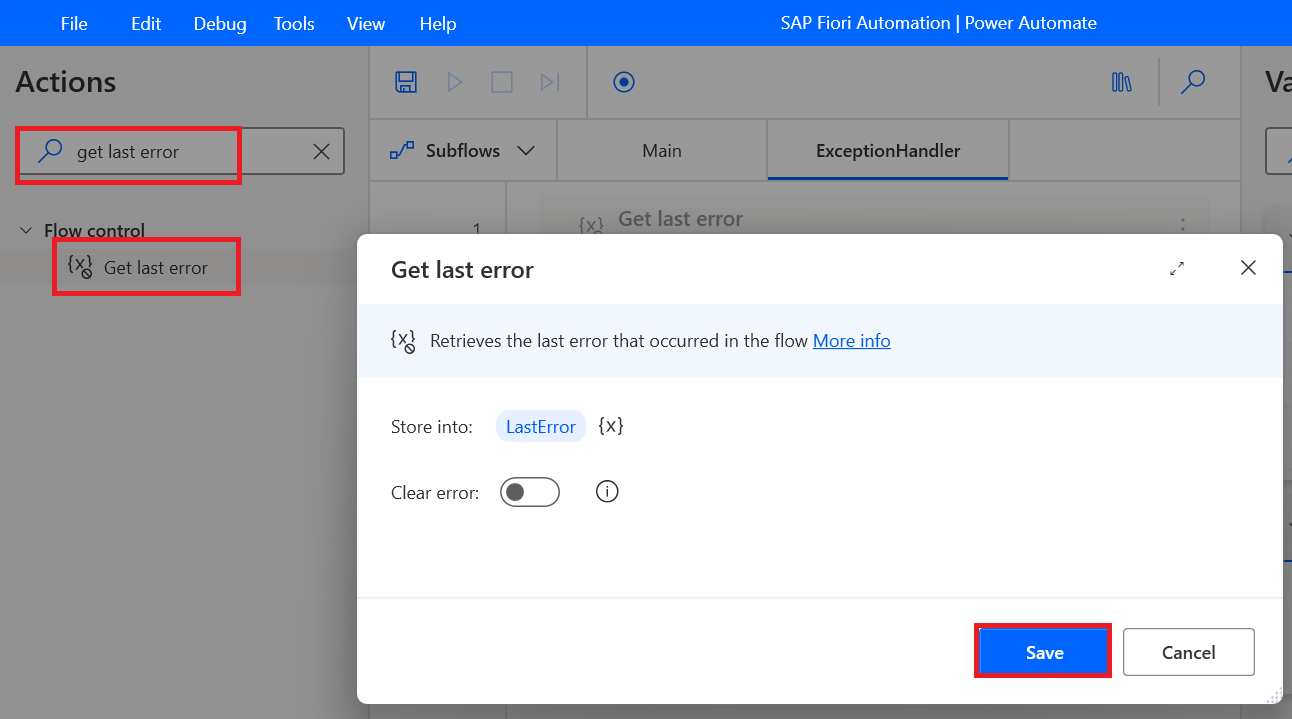 File Edit Debug Tools View Help SAP Fiori Automation | Power Automate
Actions
Va
get last error
Subflows Main ExceptionHandler
Flow control
1 Get last error
Get last error
Get last error
Retrieves the last error that occurred in the flow More info
Store into: LastError {x}
Clear error:
Save Cancel